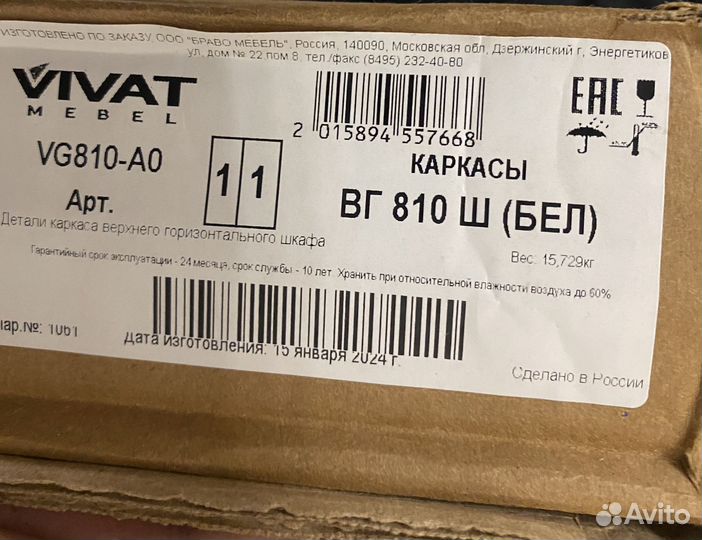 ИЗГОТОВЛЕНО ПО ЗАКАЗУ ООО "БРАВО МЕБЕЛЬ", Россия, 140090, Московская обл, Дзержинский г, Энергетиков
ул, дом № 22 пом 8, тел./факс (8495) 232-40-80
VIVAT
MEBEL
2 015894 557668
EAC
VG810-A0
1 1
КАРКАСЫ
Арт.
ВГ 810 Ш (БЕЛ)
Детали каркаса верхнего горизонтального шкафа
Вес: 15,729кг
Гарантийный срок эксплуатации - 24 месяца, срок службы - 10 лет. Хранить при относительной влажности воздуха до 60%
пар.№: 1061
Дата изготовления: 15 января 2024 г.
Сделано в России
Avito